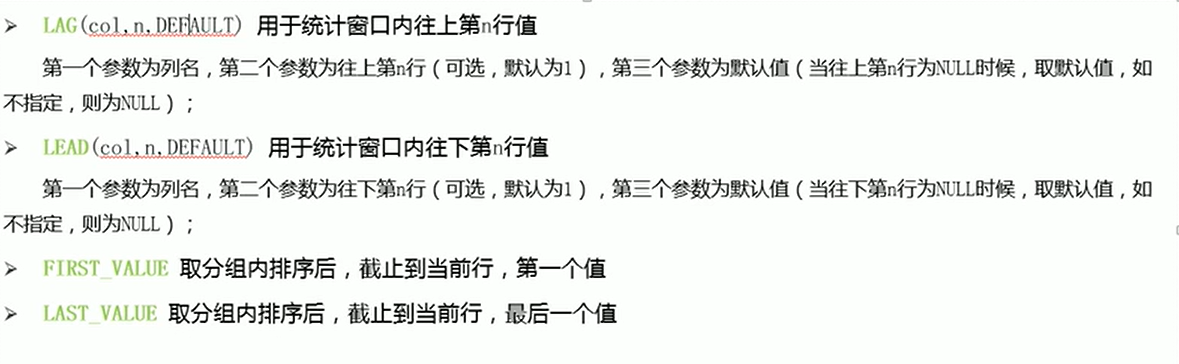 ➢ LAG(col,n,DEFAULT) 用于统计窗口内往上第n行值
第一个参数为列名，第二个参数为往上第n行（可选，默认为1），第三个参数为默认值（当往上第n行为NULL时候，取默认值，如
不指定，则为NULL）；
➢ LEAD(col,n,DEFAULT) 用于统计窗口内往下第n行值
第一个参数为列名，第二个参数为往下第n行（可选，默认为1），第三个参数为默认值（当往下第n行为NULL时候，取默认值，如
不指定，则为NULL）；
➢ FIRST_VALUE 取分组内排序后，截止到当前行，第一个值
➢ LAST_VALUE 取分组内排序后，截止到当前行，最后一个值